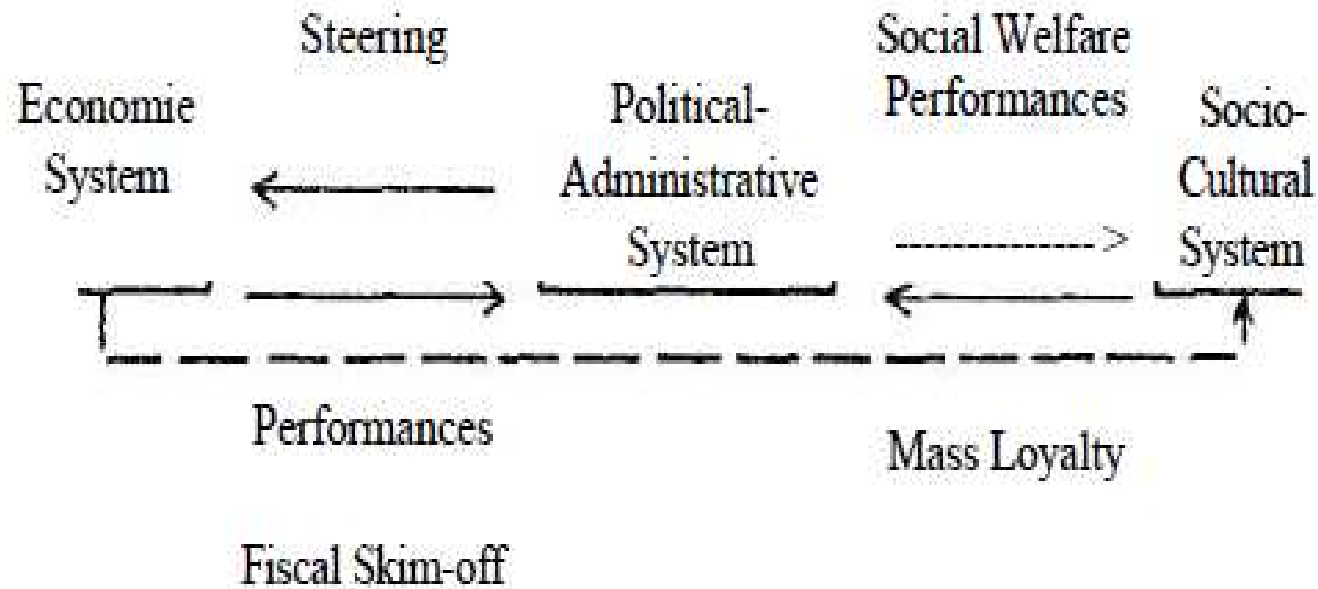 Steering
Social Welfare
Performances
Economie
System
Political-
Administrative
System
Socio-
Cultural
System
Performances
Mass Loyalty
Fiscal Skim-off